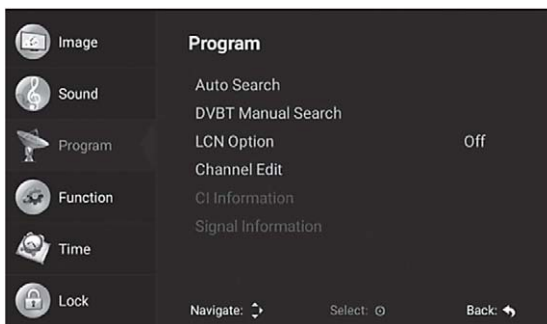 Image
Sound
Program
Function
Time
Lock
Program
Auto Search
DVBT Manual Search
LCN Option Off
Channel Edit
CI Information
Signal Information
Navigate: Select: Back: